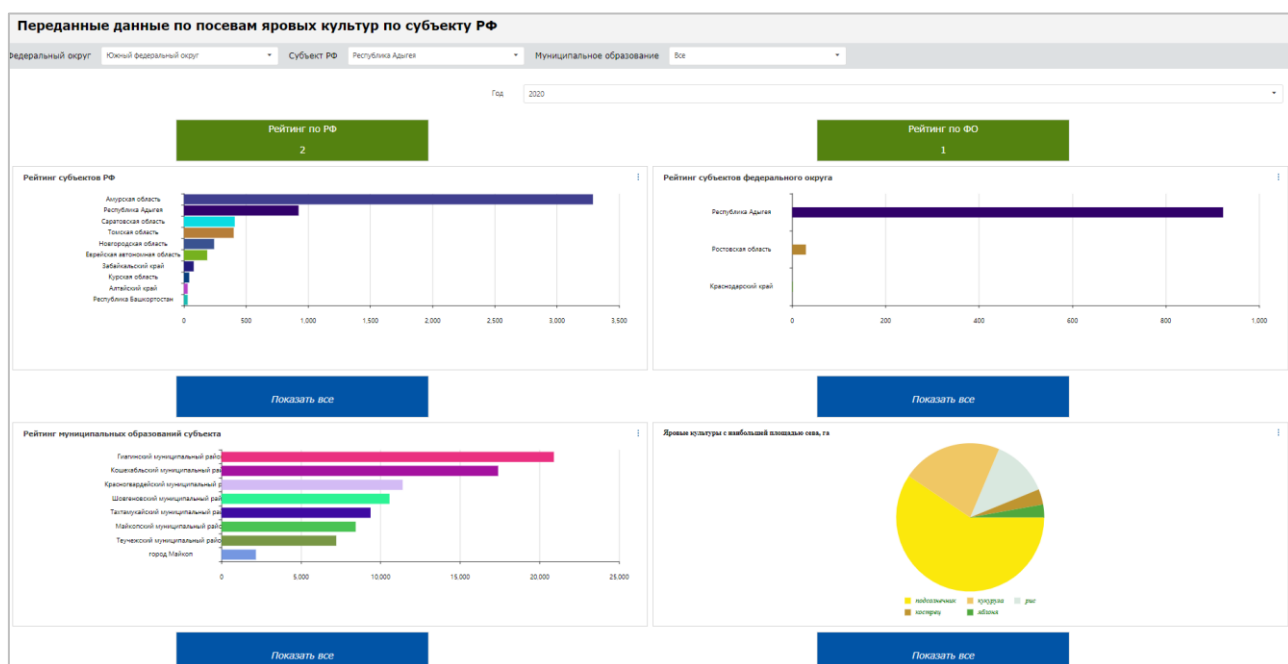 Переданные данные по посевам яровых культур по субъекту РФ
Федеральный округ Южный федеральный округ Субъект РФ Республика Адыгея Муниципальное образование Все
Год 2020
Рейтинг по РФ
2
Рейтинг по ФО
1
Рейтинг субъектов РФ
Амурская область
Республика Адыгея
Саратовская область
Томская область
Новгородская область
Еврейская автономная область
Забайкальский край
Курская область
Алтайский край
Республика Башкортостан
0 500 1,000 1,500 2,000 2,500 3,000 3,500
Рейтинг субъектов федерального округа
Республика Адыгея
Ростовская область
Краснодарский край
0 200 400 600 800 1,000
Показать все
Показать все
Рейтинг муниципальных образований субъекта
Гиагинский муниципальный райо
Кошехабльский муниципальный рай
Красногвардейский муниципальный р
Шовгеновский муниципальный рай
Тахтамукайский муниципальный рай
Майкопский муниципальный райо
Теучежский муниципальный райо
город Майкоп
0 5.000 10.000 15.000 20.000 25.000
Яровые культуры с наибольшей площадью сева, га
подсолнечник кукуруза рис
кострец яблоня
Показать все
Показать все